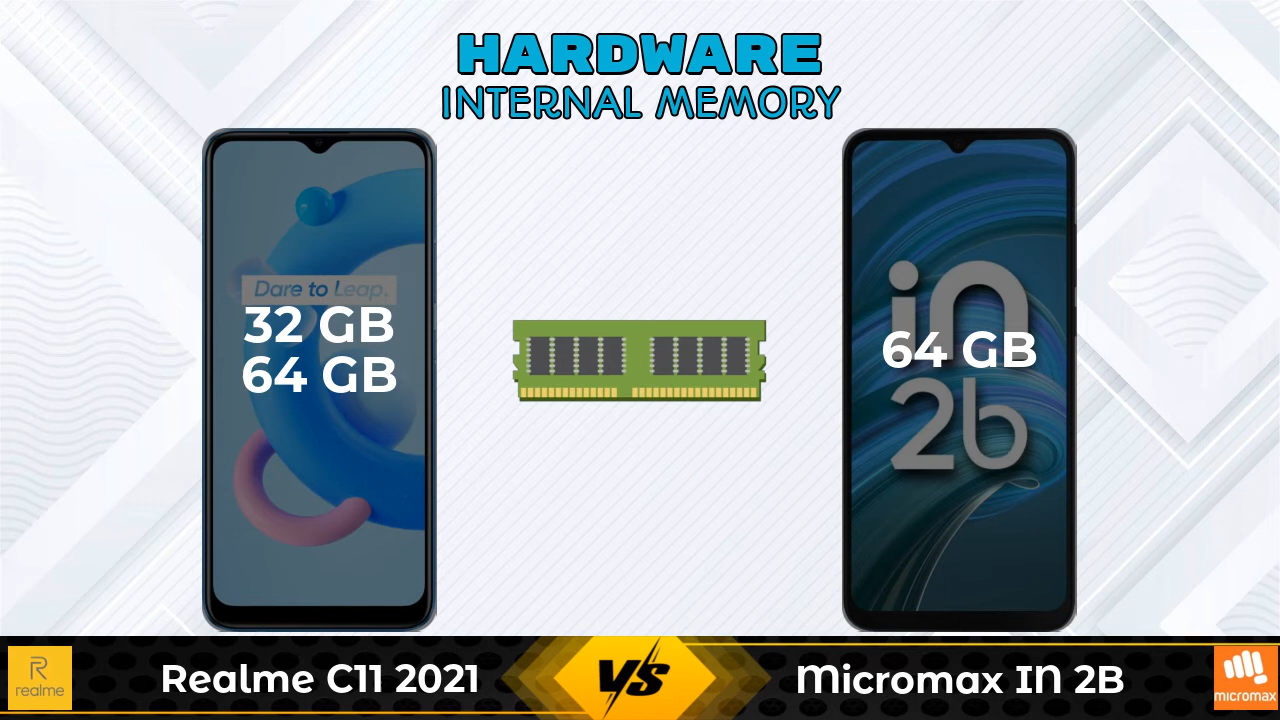 HARDWARE
INTERNAL MEMORY
Dare to Leap.
32 GB
64 GB
in
2b
64 GB
R
realme
Realme C11 2021
VS
Micromax IN 2B
micromax